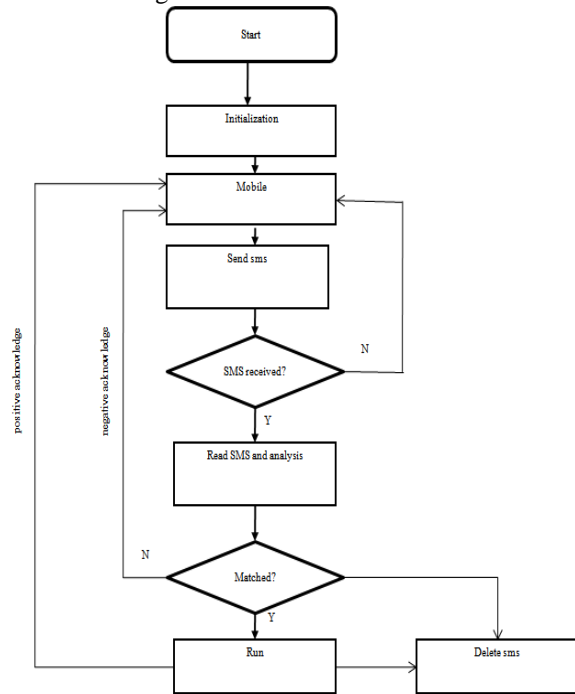 Start
Initialization
Mobile
Send sms
SMS received?
N
Y
Read SMS and analysis
Matched?
N
Y
Run
Delete sms
positive acknowledge
negative acknowledge